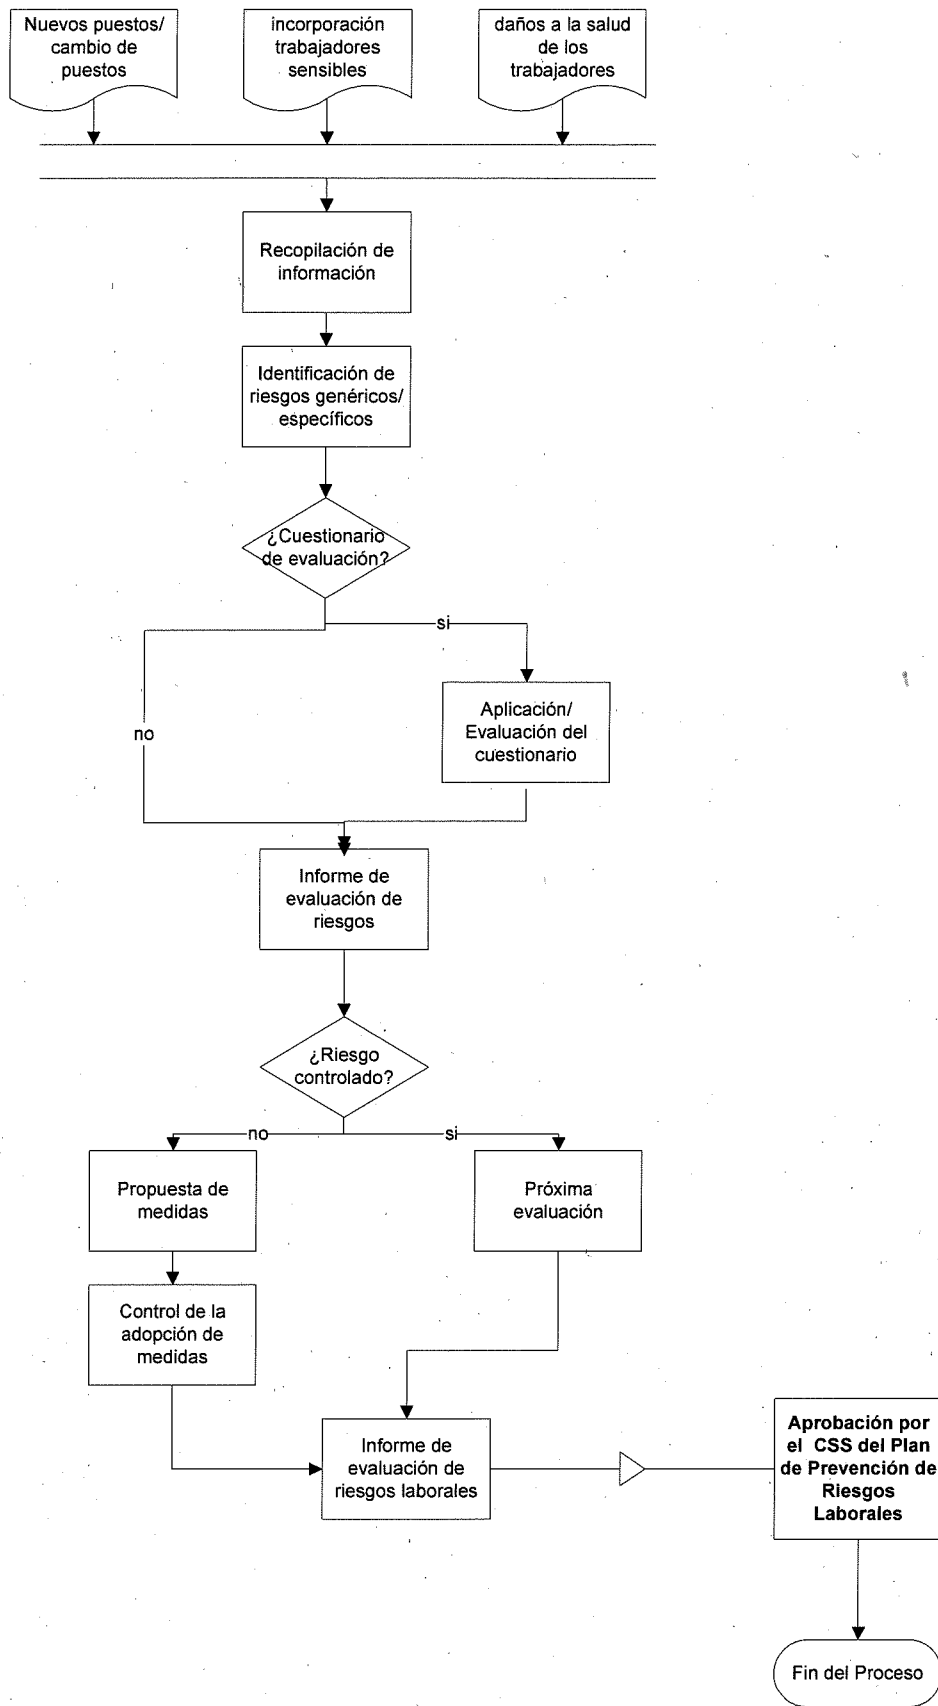 Nuevos puestos/
cambio de
puestos
incorporación
trabajadores
sensibles
daños a la salud
de los
trabajadores
Recopilación de
información
Identificación de
riesgos genéricos/
específicos
¿Cuestionario
de evaluación?
si
no
Aplicación/
Evaluación del
cuestionario
Informe de
evaluación de
riesgos
¿Riesgo
controlado?
no
si
Propuesta de
medidas
Próxima
evaluación
Control de la
adopción de
medidas
Informe de
evaluación de
riesgos laborales
Aprobación por
el CSS del Plan
de Prevención de
Riesgos
Laborales
Fin del Proceso